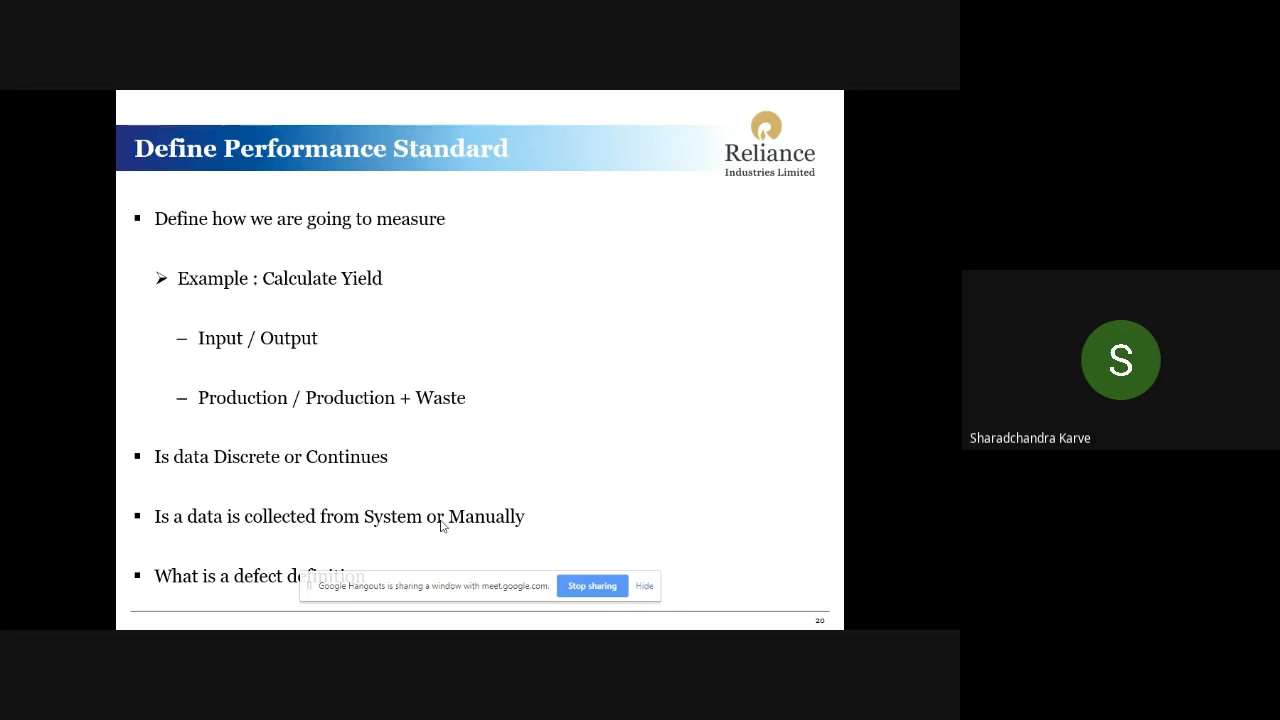 Define Performance Standard
Reliance
Industries Limited
▪ Define how we are going to measure
➢ Example : Calculate Yield
– Input / Output
– Production / Production + Waste
▪ Is data Discrete or Continues
▪ Is a data is collected from System or Manually
▪ What is a defect definition
Google Hangouts is sharing a window with meet.google.com. Stop sharing Hide
20
S
Sharadchandra Karve